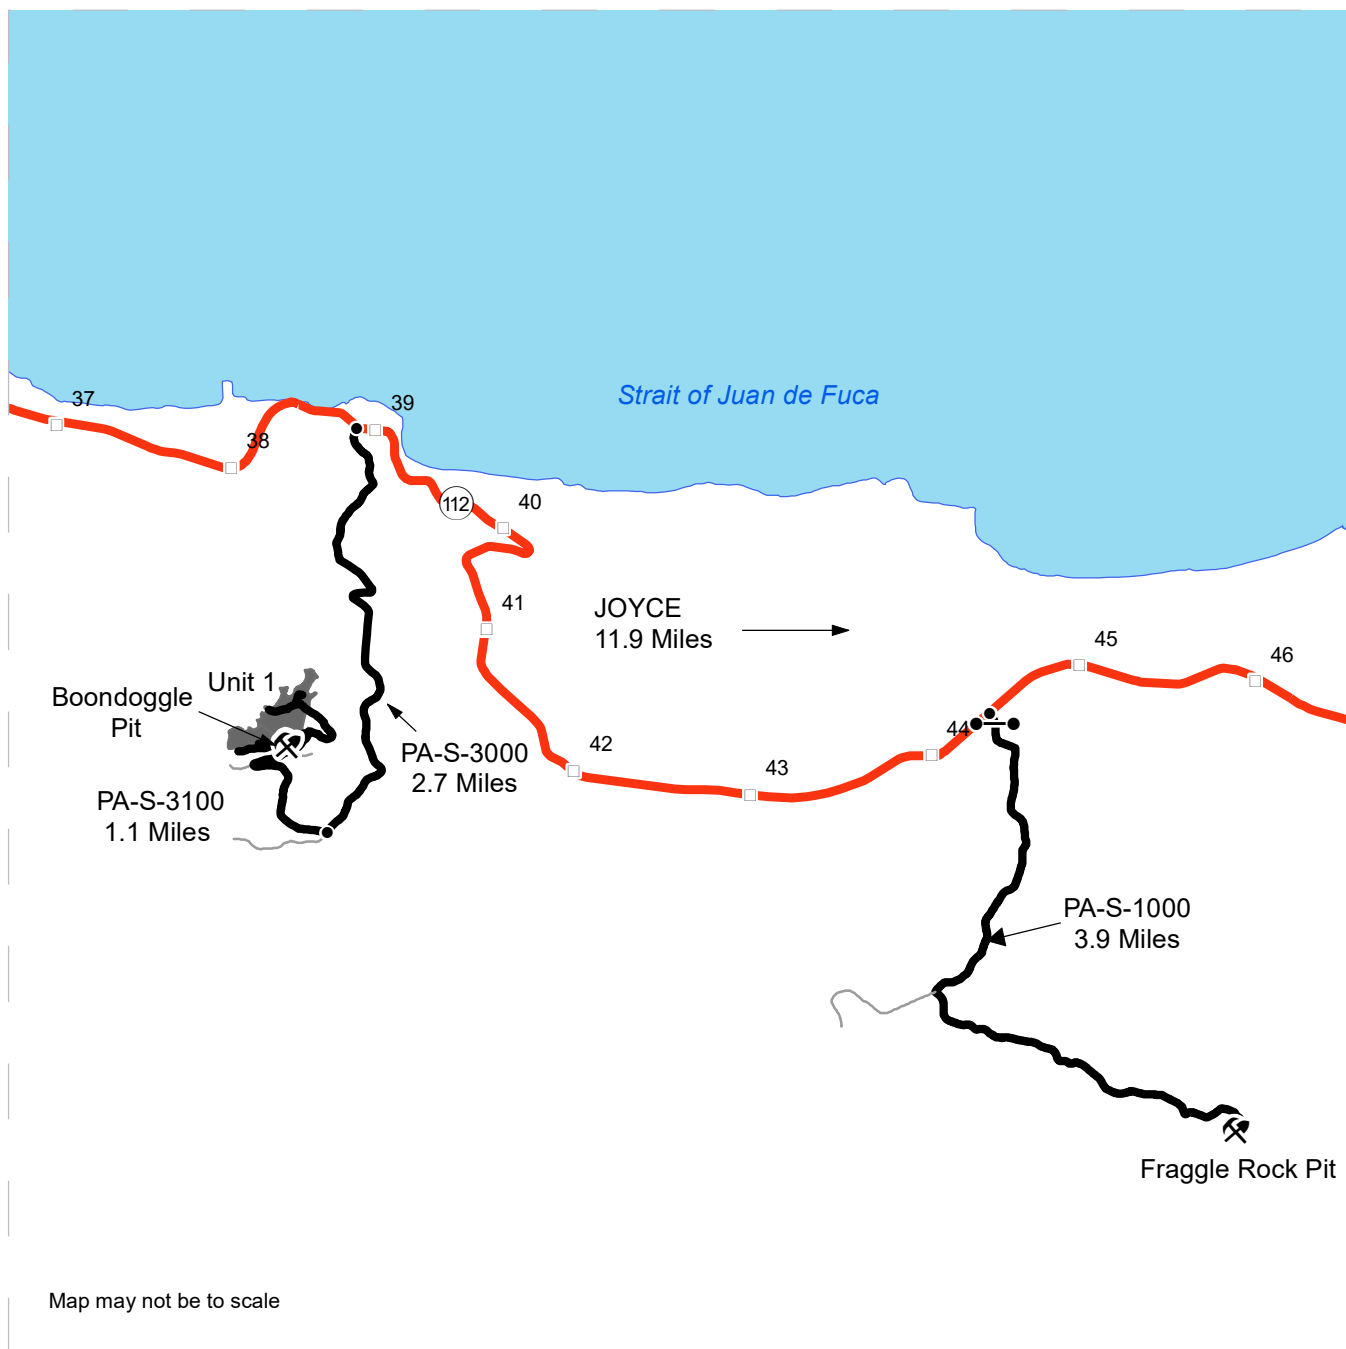 Strait of Juan de Fuca
37
39
38
112
40
41
JOYCE
11.9 Miles
45
46
Unit 1
Boondoggle
Pit
44
42
PA-S-3000
2.7 Miles
43
PA-S-3100
1.1 Miles
PA-S-1000
3.9 Miles
Fraggle Rock Pit
Map may not be to scale